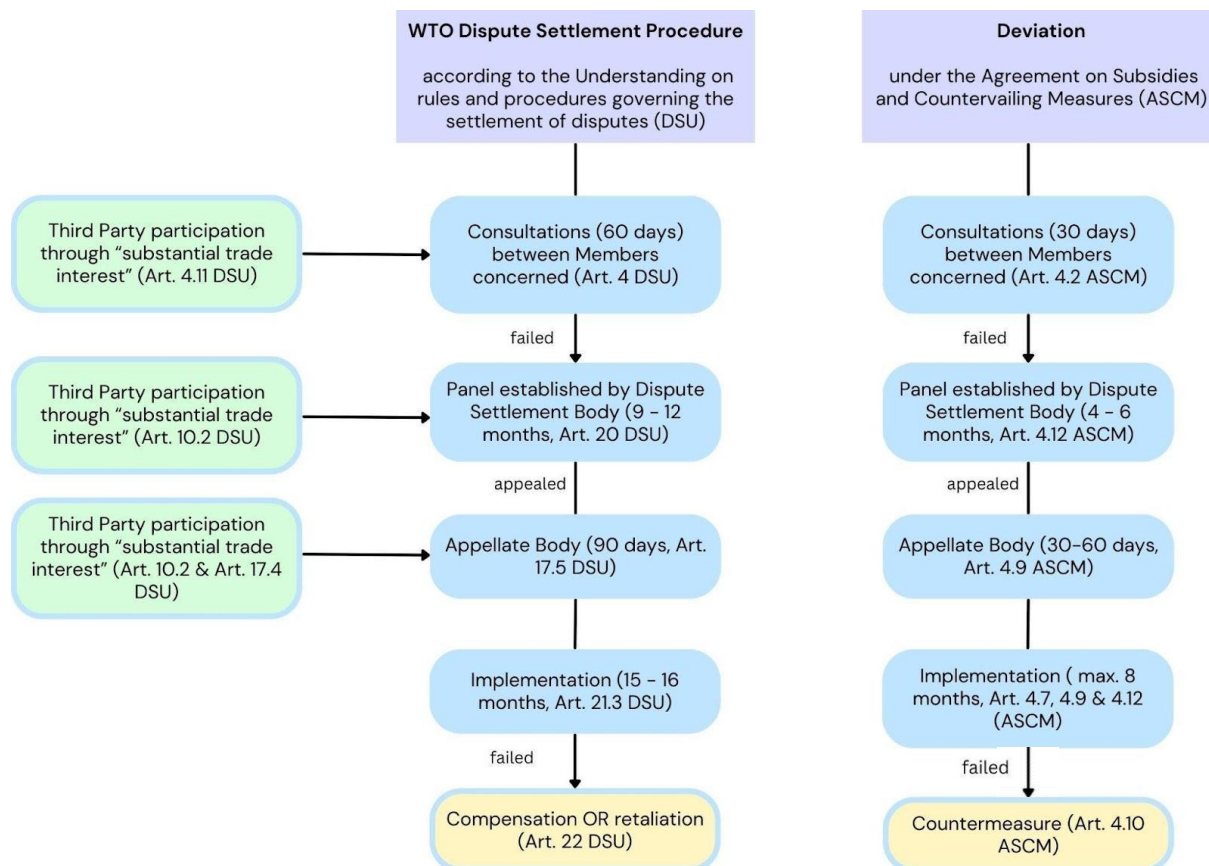 WTO Dispute Settlement Procedure
according to the Understanding on
rules and procedures governing the
settlement of disputes (DSU)
Deviation
under the Agreement on Subsidies
and Countervailing Measures (ASCM)
Third Party participation
through “substantial trade
interest” (Art. 4.11 DSU)
Consultations (60 days)
between Members
concerned (Art. 4 DSU)
Consultations (30 days)
between Members
concerned (Art. 4.2 ASCM)
failed
failed
Third Party participation
through “substantial trade
interest” (Art. 10.2 DSU)
Panel established by Dispute
Settlement Body (9 - 12
months, Art. 20 DSU)
Panel established by Dispute
Settlement Body (4 - 6
months, Art. 4.12 ASCM)
appealed
appealed
Third Party participation
through “substantial trade
interest” (Art. 10.2 & Art. 17.4
DSU)
Appellate Body (90 days, Art.
17.5 DSU)
Appellate Body (30-60 days,
Art. 4.9 ASCM)
Implementation (15 - 16
months, Art. 21.3 DSU)
Implementation ( max. 8
months, Art. 4.7, 4.9 & 4.12
(ASCM)
failed
failed
Compensation OR retaliation
(Art. 22 DSU)
Countermeasure (Art. 4.10
ASCM)